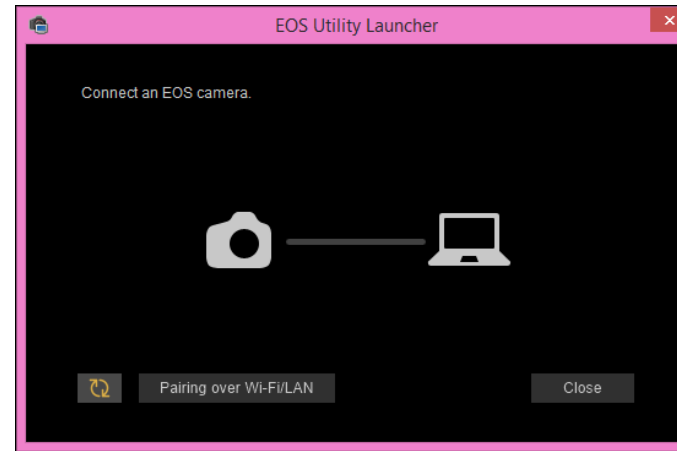 EOS Utility Launcher
Connect an EOS camera.
Pairing over Wi-Fi/LAN
Close